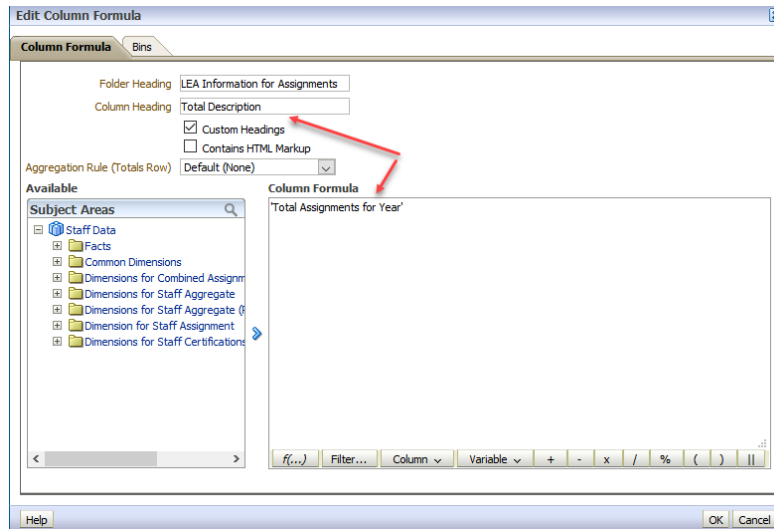 Edit Column Formula
Column Formula Bins
Folder Heading LEA Information for Assignments
Column Heading Total Description
Custom Headings
Contains HTML Markup
Aggregation Rule (Totals Row) Default (None)
Available Column Formula
Subject Areas
'Total Assignments for Year'
Staff Data
Facts
Common Dimensions
Dimensions for Combined Assignm
Dimensions for Staff Aggregate
Dimensions for Staff Aggregate (
Dimension for Staff Assignment
Dimensions for Staff Certifications
f(...) Filter... Column Variable + - x / % ( ) ||
Help OK Cancel